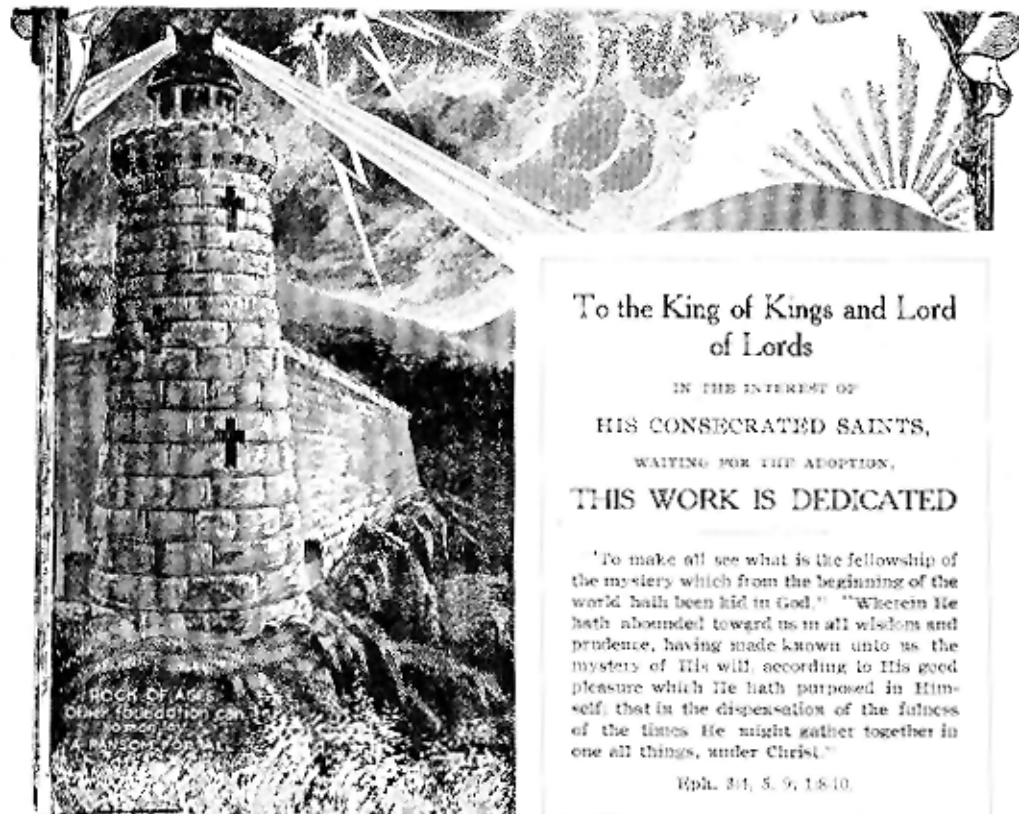 To the King of Kings and Lord
of Lords
IN THE INTEREST OF
HIS CONSECRATED SAINTS,
WAITING FOR THE ADOPTION,
THIS WORK IS DEDICATED
"To make all see what is the fellowship of
the mystery which from the beginning of the
world hath been hid in God." "Wherein He
hath abounded toward us in all wisdom and
prudence, having made known unto us the
mystery of His will, according to His good
pleasure which He hath purposed in Him-
self; that in the dispensation of the fulness
of the times He might gather together in
one all things, under Christ."
Eph. 3:4, 5, 9; 1:8-10.
ROCK OF AGES
Other foundation can
no man lay
A RANSOM FOR ALL